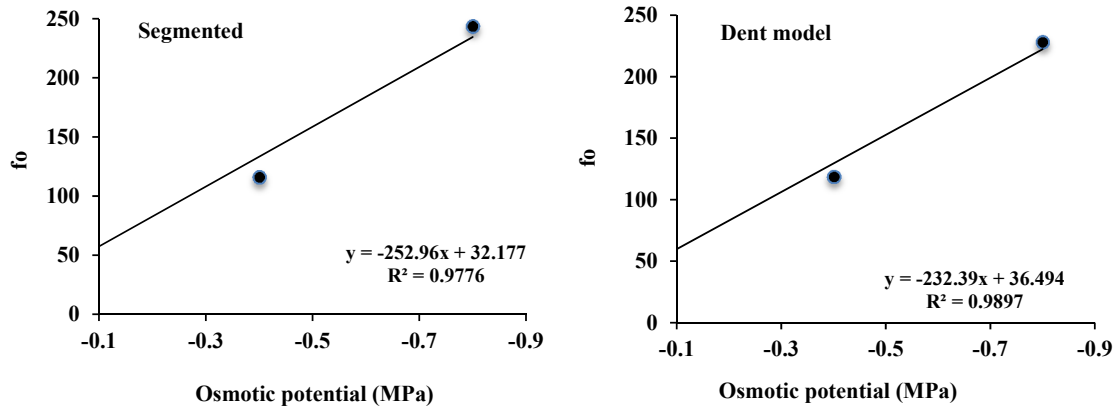 Segmented
fo
250
200
150
100
50
0
y = -252.96x + 32.177
R² = 0.9776
-0.1 -0.3 -0.5 -0.7 -0.9
Osmotic potential (MPa)
Dent model
fo
250
200
150
100
50
0
y = -232.39x + 36.494
R² = 0.9897
-0.1 -0.3 -0.5 -0.7 -0.9
Osmotic potential (MPa)